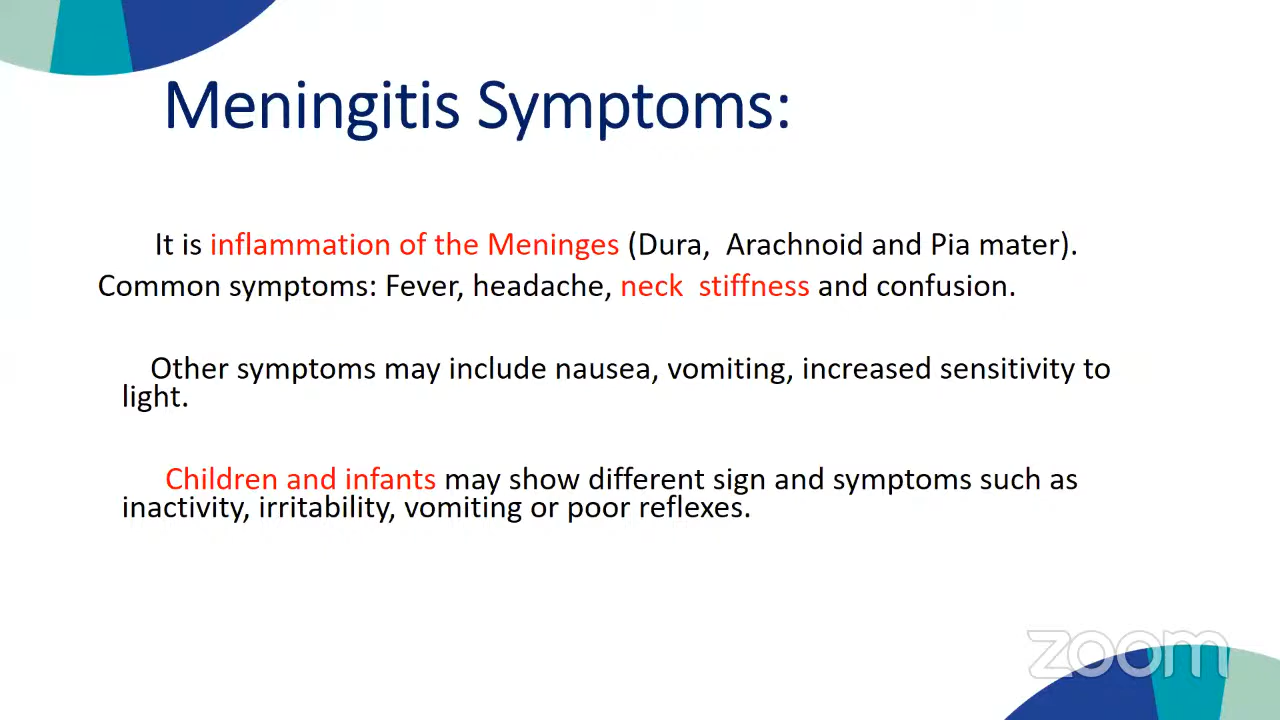 Meningitis Symptoms:
It is inflammation of the Meninges (Dura, Arachnoid and Pia mater).
Common symptoms: Fever, headache, neck stiffness and confusion.
Other symptoms may include nausea, vomiting, increased sensitivity to
light.
Children and infants may show different sign and symptoms such as
inactivity, irritability, vomiting or poor reflexes.
zoom